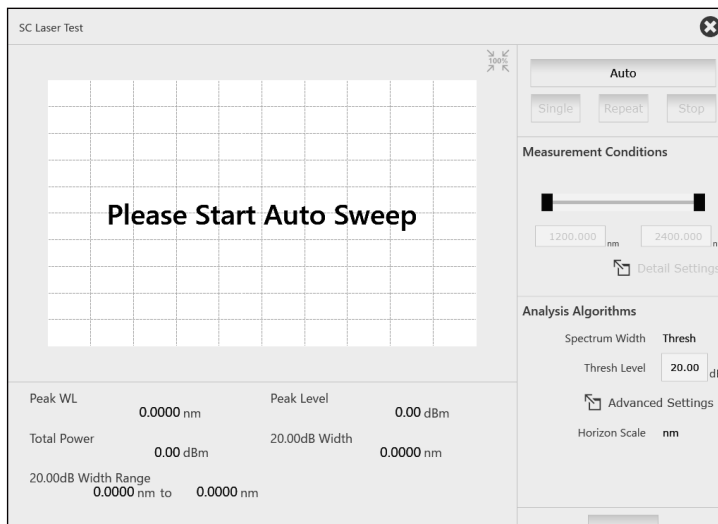 SC Laser Test
100%
Auto
Single Repeat Stop
Measurement Conditions
1200.000 nm 2400.000
Detail Settings
Please Start Auto Sweep
Analysis Algorithms
Spectrum Width Thresh
Thresh Level 20.00
Advanced Settings
Horizon Scale nm
Peak WL
0.0000 nm
Peak Level
0.00 dBm
Total Power
0.00 dBm
20.00dB Width
0.0000 nm
20.00dB Width Range
0.0000 nm to 0.0000 nm